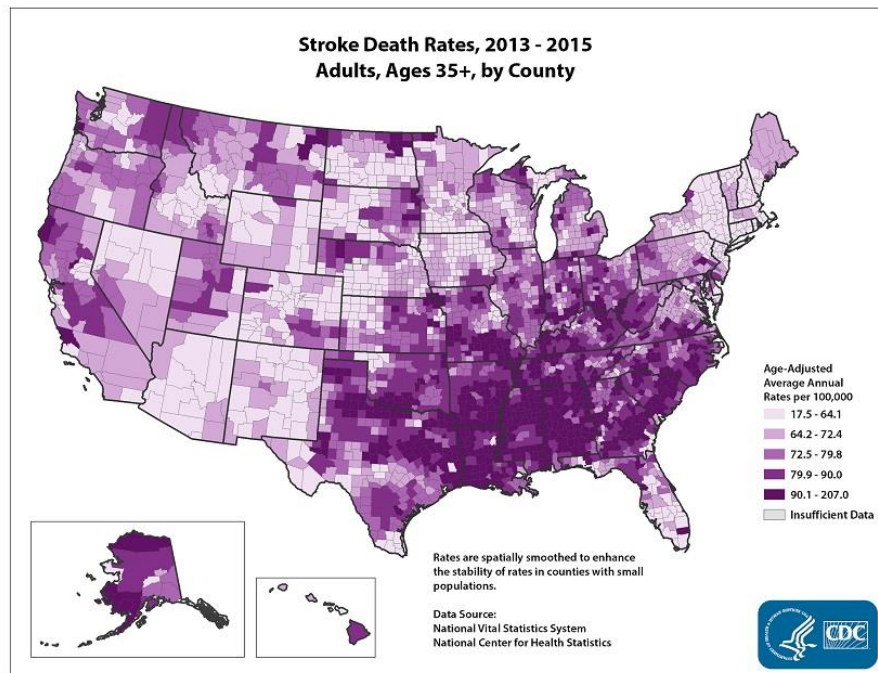 Stroke Death Rates, 2013 - 2015
Adults, Ages 35+, by County
Age-Adjusted
Average Annual
Rates per 100,000
17.5 - 64.1
64.2 - 72.4
72.5 - 79.8
79.9 - 90.0
90.1 - 207.0
Insufficient Data
Rates are spatially smoothed to enhance
the stability of rates in counties with small
populations.
Data Source:
National Vital Statistics System
National Center for Health Statistics
CDC